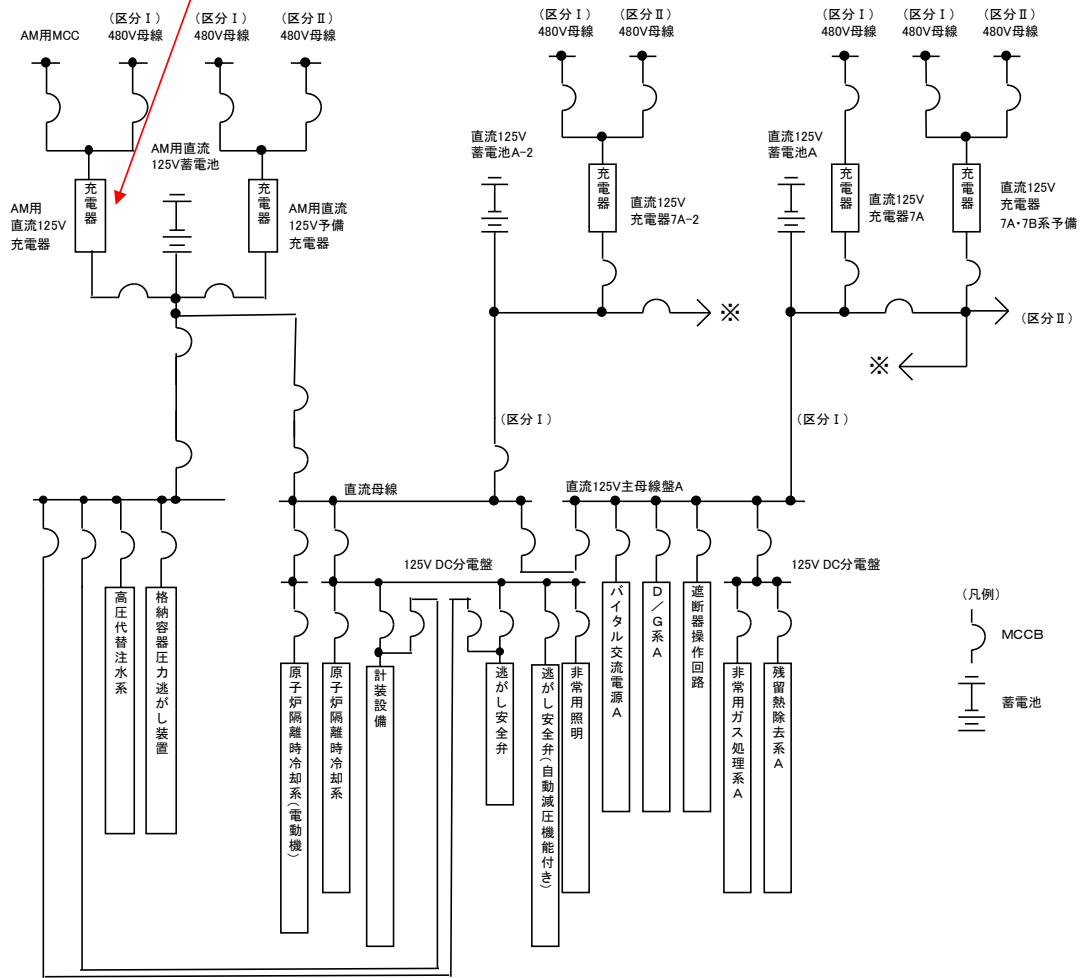 AM用MCC
(区分Ⅰ)
480V母線
(区分Ⅰ)
480V母線
(区分Ⅱ)
480V母線
(区分Ⅰ)
480V母線
(区分Ⅱ)
480V母線
(区分Ⅰ)
480V母線
(区分Ⅰ)
480V母線
(区分Ⅱ)
480V母線
AM用
直流125V
充電器
充電器
AM用直流
125V蓄電池
充電器
AM用直流
125V予備
充電器
直流125V
蓄電池A-2
充電器
直流125V
充電器7A-2
直流125V
蓄電池A
充電器
直流125V
充電器7A
充電器
直流125V
充電器
7A・7B系予備
※
(区分Ⅱ)
※
(区分Ⅰ)
(区分Ⅰ)
直流母線
直流125V主母線盤A
125V DC分電盤
125V DC分電盤
高圧代替注水系
格納容器圧力逃がし装置
原子炉隔離時冷却系(電動機)
原子炉隔離時冷却系
計装設備
逃がし安全弁
逃がし安全弁(自動減圧機能付き)
非常用照明
バイタル交流電源A
D/G系A
遮断器操作回路
非常用ガス処理系A
残留熱除去系A
(凡例)
MCCB
蓄電池